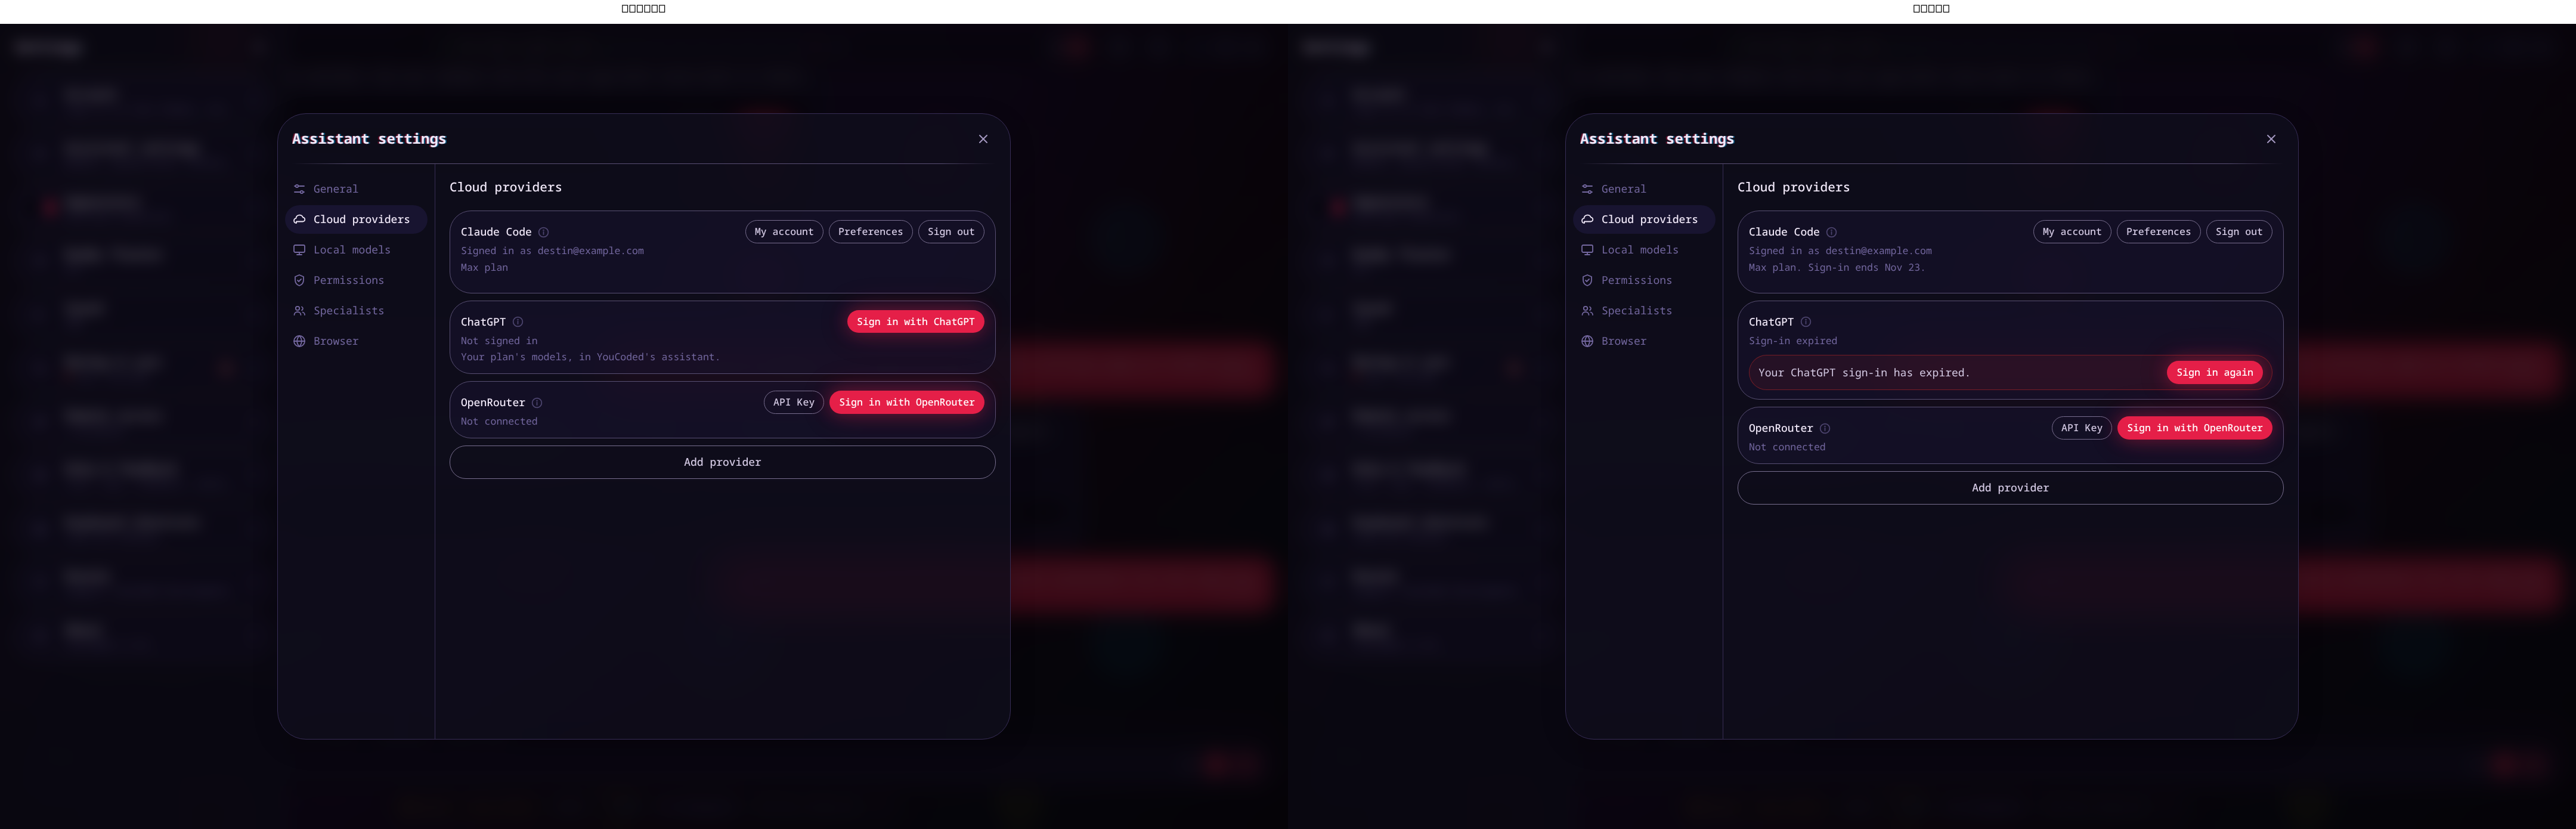 Assistant settings
General
Cloud providers
Local models
Permissions
Specialists
Browser
Cloud providers
Claude Code
My account
Preferences
Sign out
Signed in as destin@example.com
Max plan
ChatGPT
Sign in with ChatGPT
Not signed in
Your plan's models, in YouCoded's assistant.
OpenRouter
API Key
Sign in with OpenRouter
Not connected
Add provider
Assistant settings
General
Cloud providers
Local models
Permissions
Specialists
Browser
Cloud providers
Claude Code
My account
Preferences
Sign out
Signed in as destin@example.com
Max plan. Sign-in ends Nov 23.
ChatGPT
Sign-in expired
Your ChatGPT sign-in has expired.
Sign in again
OpenRouter
API Key
Sign in with OpenRouter
Not connected
Add provider